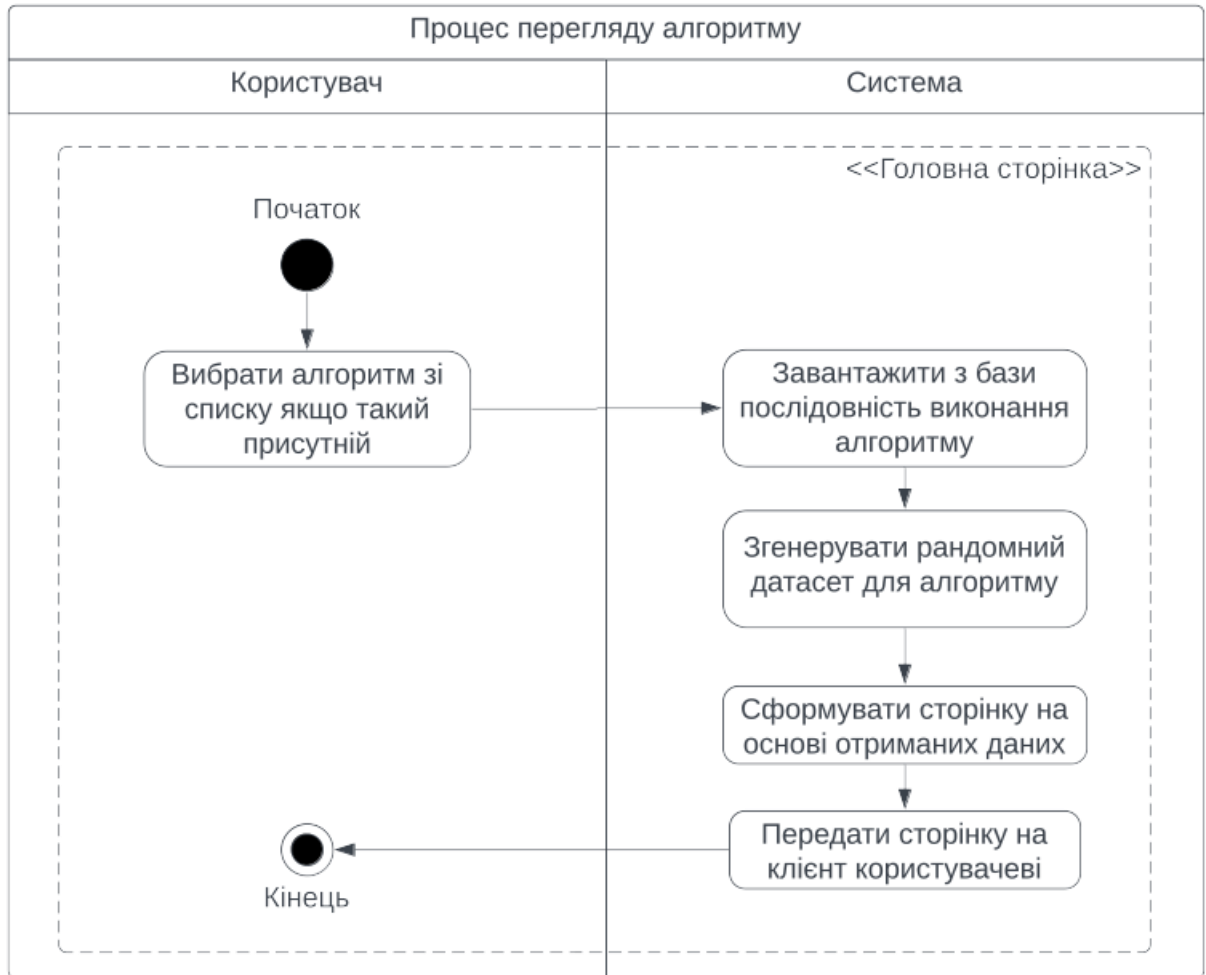 Процес перегляду алгоритму
Користувач
Система
<<Головна сторінка>>
Початок
Вибрати алгоритм зі
списку якщо такий
присутній
Завантажити з бази
послідовність виконання
алгоритму
Згенерувати рандомний
датасет для алгоритму
Сформувати сторінку на
основі отриманих даних
Передати сторінку на
клієнт користувачеві
Кінець